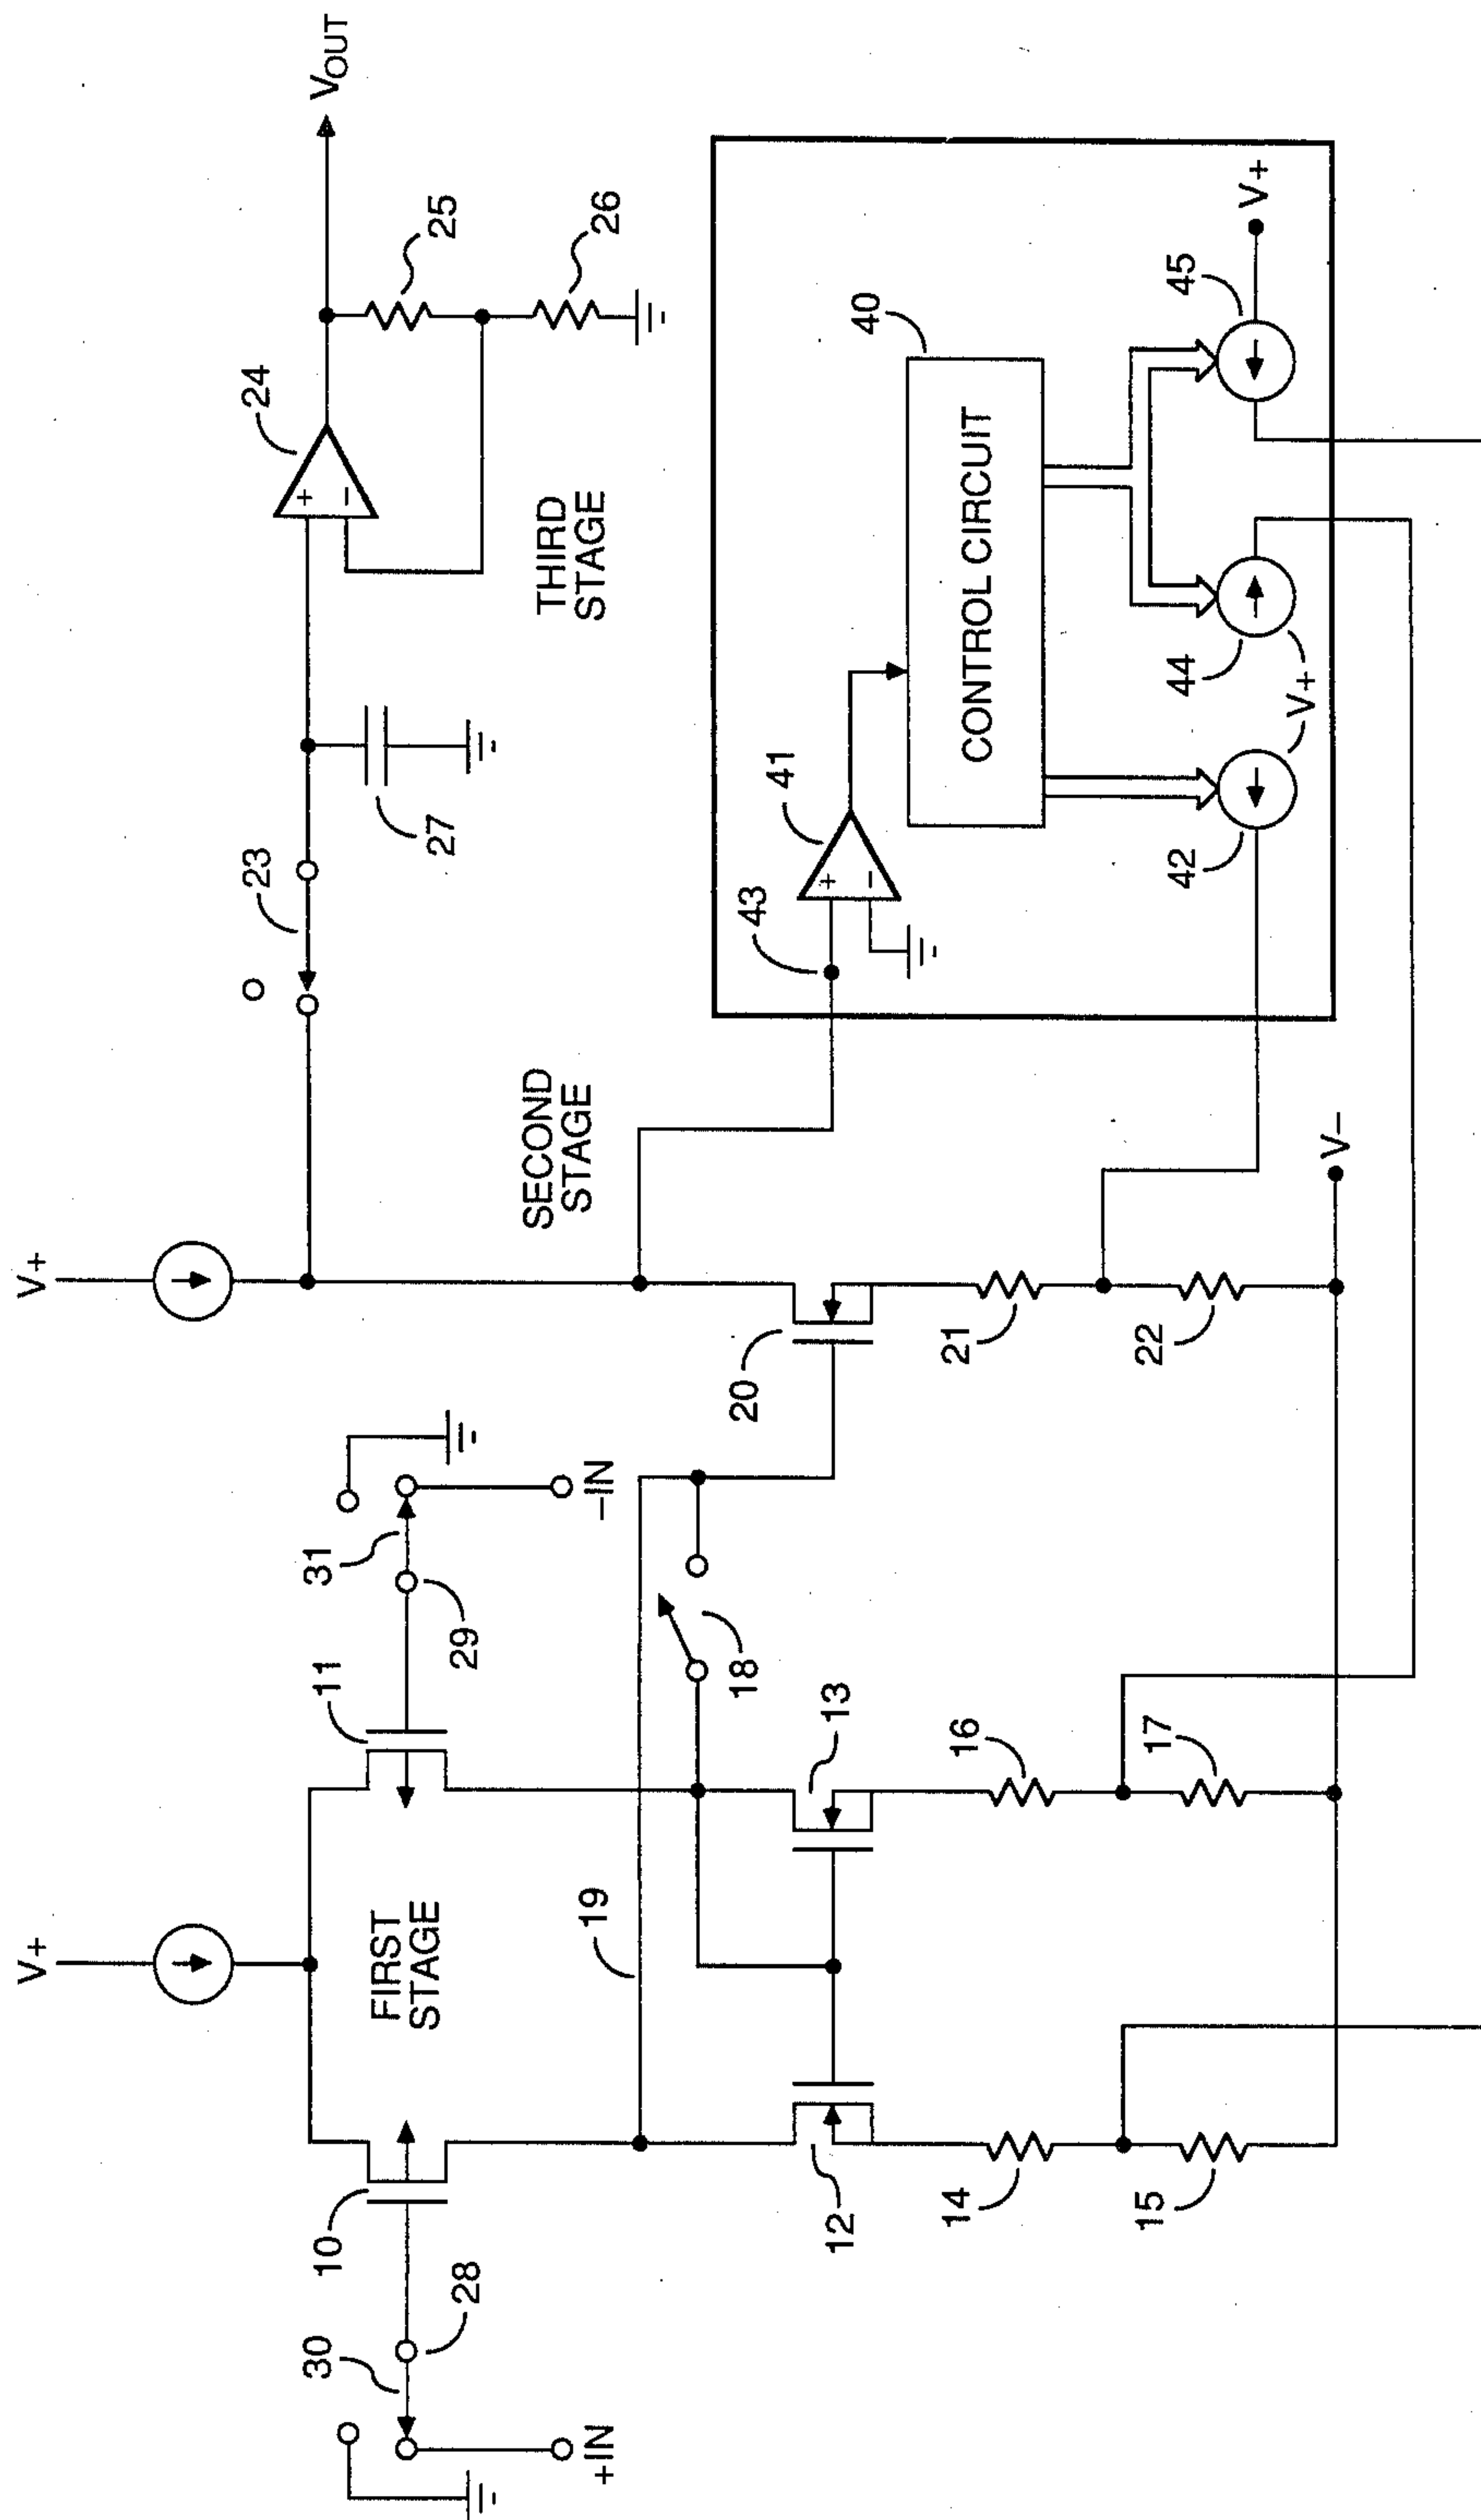 V+
V+
VOUT
10
FIRST
STAGE
11
30
28
+IN
31
29
-IN
19
18
12
13
14
16
15
17
20
21
22
V-
SECOND
STAGE
23
27
24
+
-
25
26
THIRD
STAGE
43
41
+
-
40
CONTROL CIRCUIT
42
V+
44
45
V+